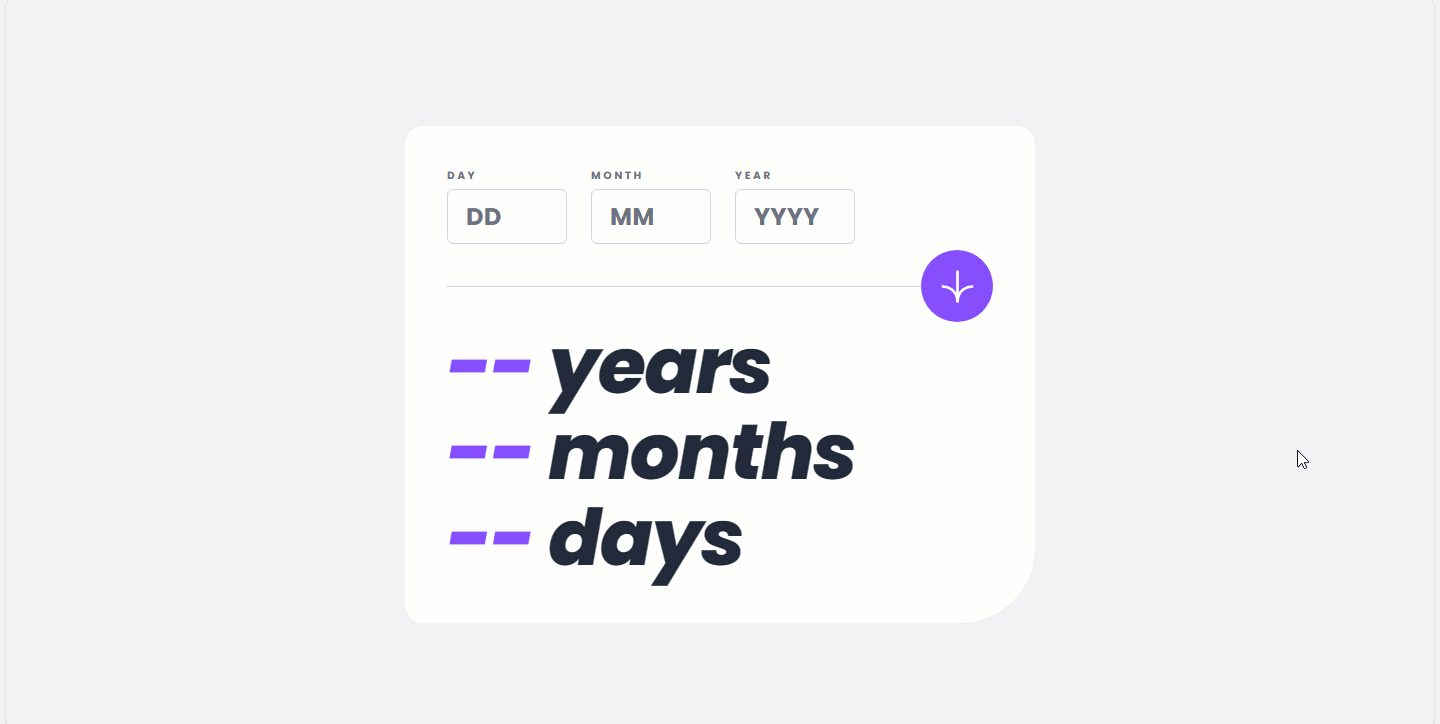 DAY MONTH YEAR
DD MM YYYY
-- years
-- months
-- days